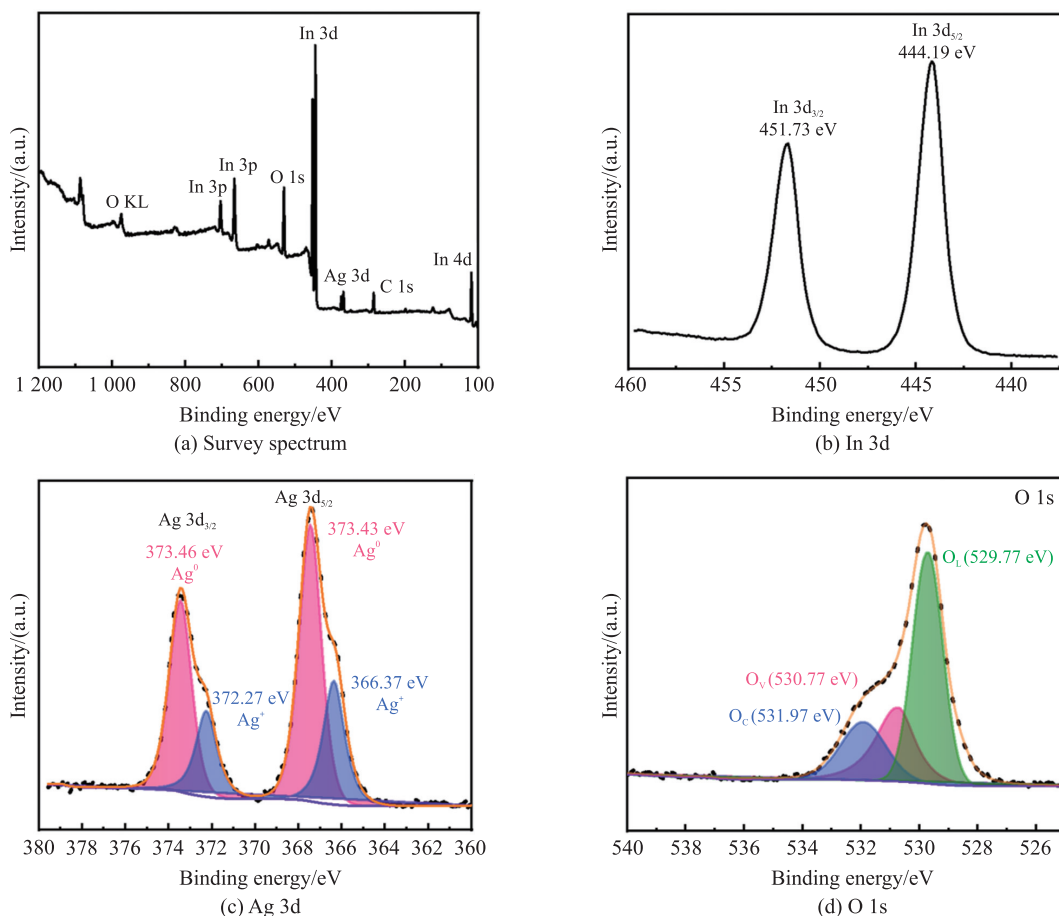 In 3d
In 3p
In 3p
O 1s
O KL
Ag 3d
C 1s
In 4d
Intensity/(a.u.)
1 200
1 000
800
600
400
200
100
Binding energy/eV
(a) Survey spectrum
In 3d5/2
444.19 eV
In 3d3/2
451.73 eV
Intensity/(a.u.)
460
455
450
445
440
Binding energy/eV
(b) In 3d
Ag 3d5/2
Ag 3d3/2
373.43 eV
Ag0
373.46 eV
Ag0
372.27 eV
Ag+
366.37 eV
Ag+
Intensity/(a.u.)
380 378 376 374 372 370 368 366 364 362 360
Binding energy/eV
(c) Ag 3d
O 1s
OL (529.77 eV)
OV (530.77 eV)
OC (531.97 eV)
Intensity/(a.u.)
540 538 536 534 532 530 528 526
Binding energy/eV
(d) O 1s